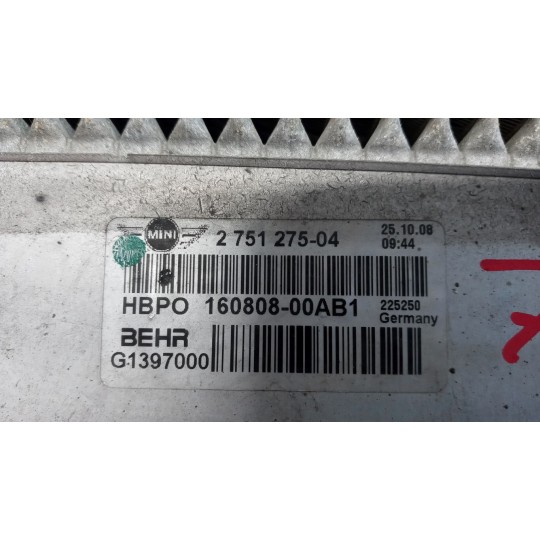 MINI 2 751 275-04 25.10.08
09:44
HBPO 160808-00AB1 225250
Germany
BEHR
G1397000